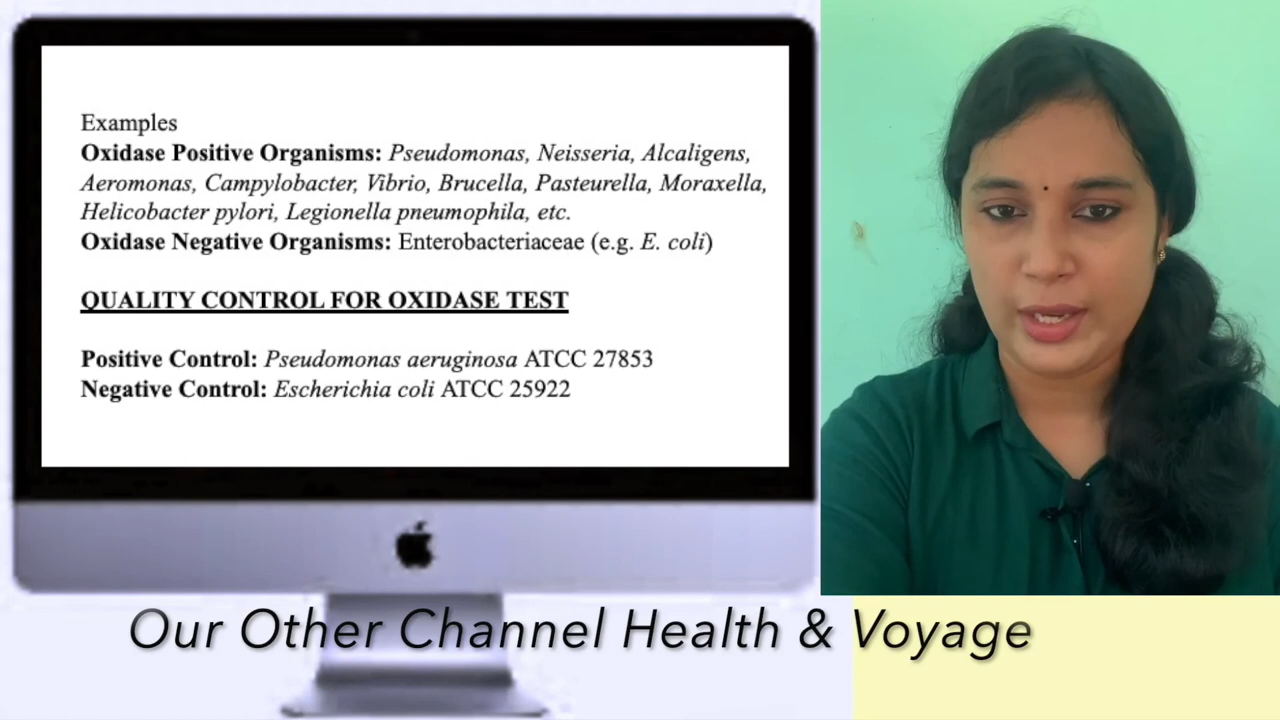 Examples
Oxidase Positive Organisms: Pseudomonas, Neisseria, Alcaligens,
Aeromonas, Campylobacter, Vibrio, Brucella, Pasteurella, Moraxella,
Helicobacter pylori, Legionella pneumophila, etc.
Oxidase Negative Organisms: Enterobacteriaceae (e.g. E. coli)
QUALITY CONTROL FOR OXIDASE TEST
Positive Control: Pseudomonas aeruginosa ATCC 27853
Negative Control: Escherichia coli ATCC 25922
Our Other Channel Health & Voyage